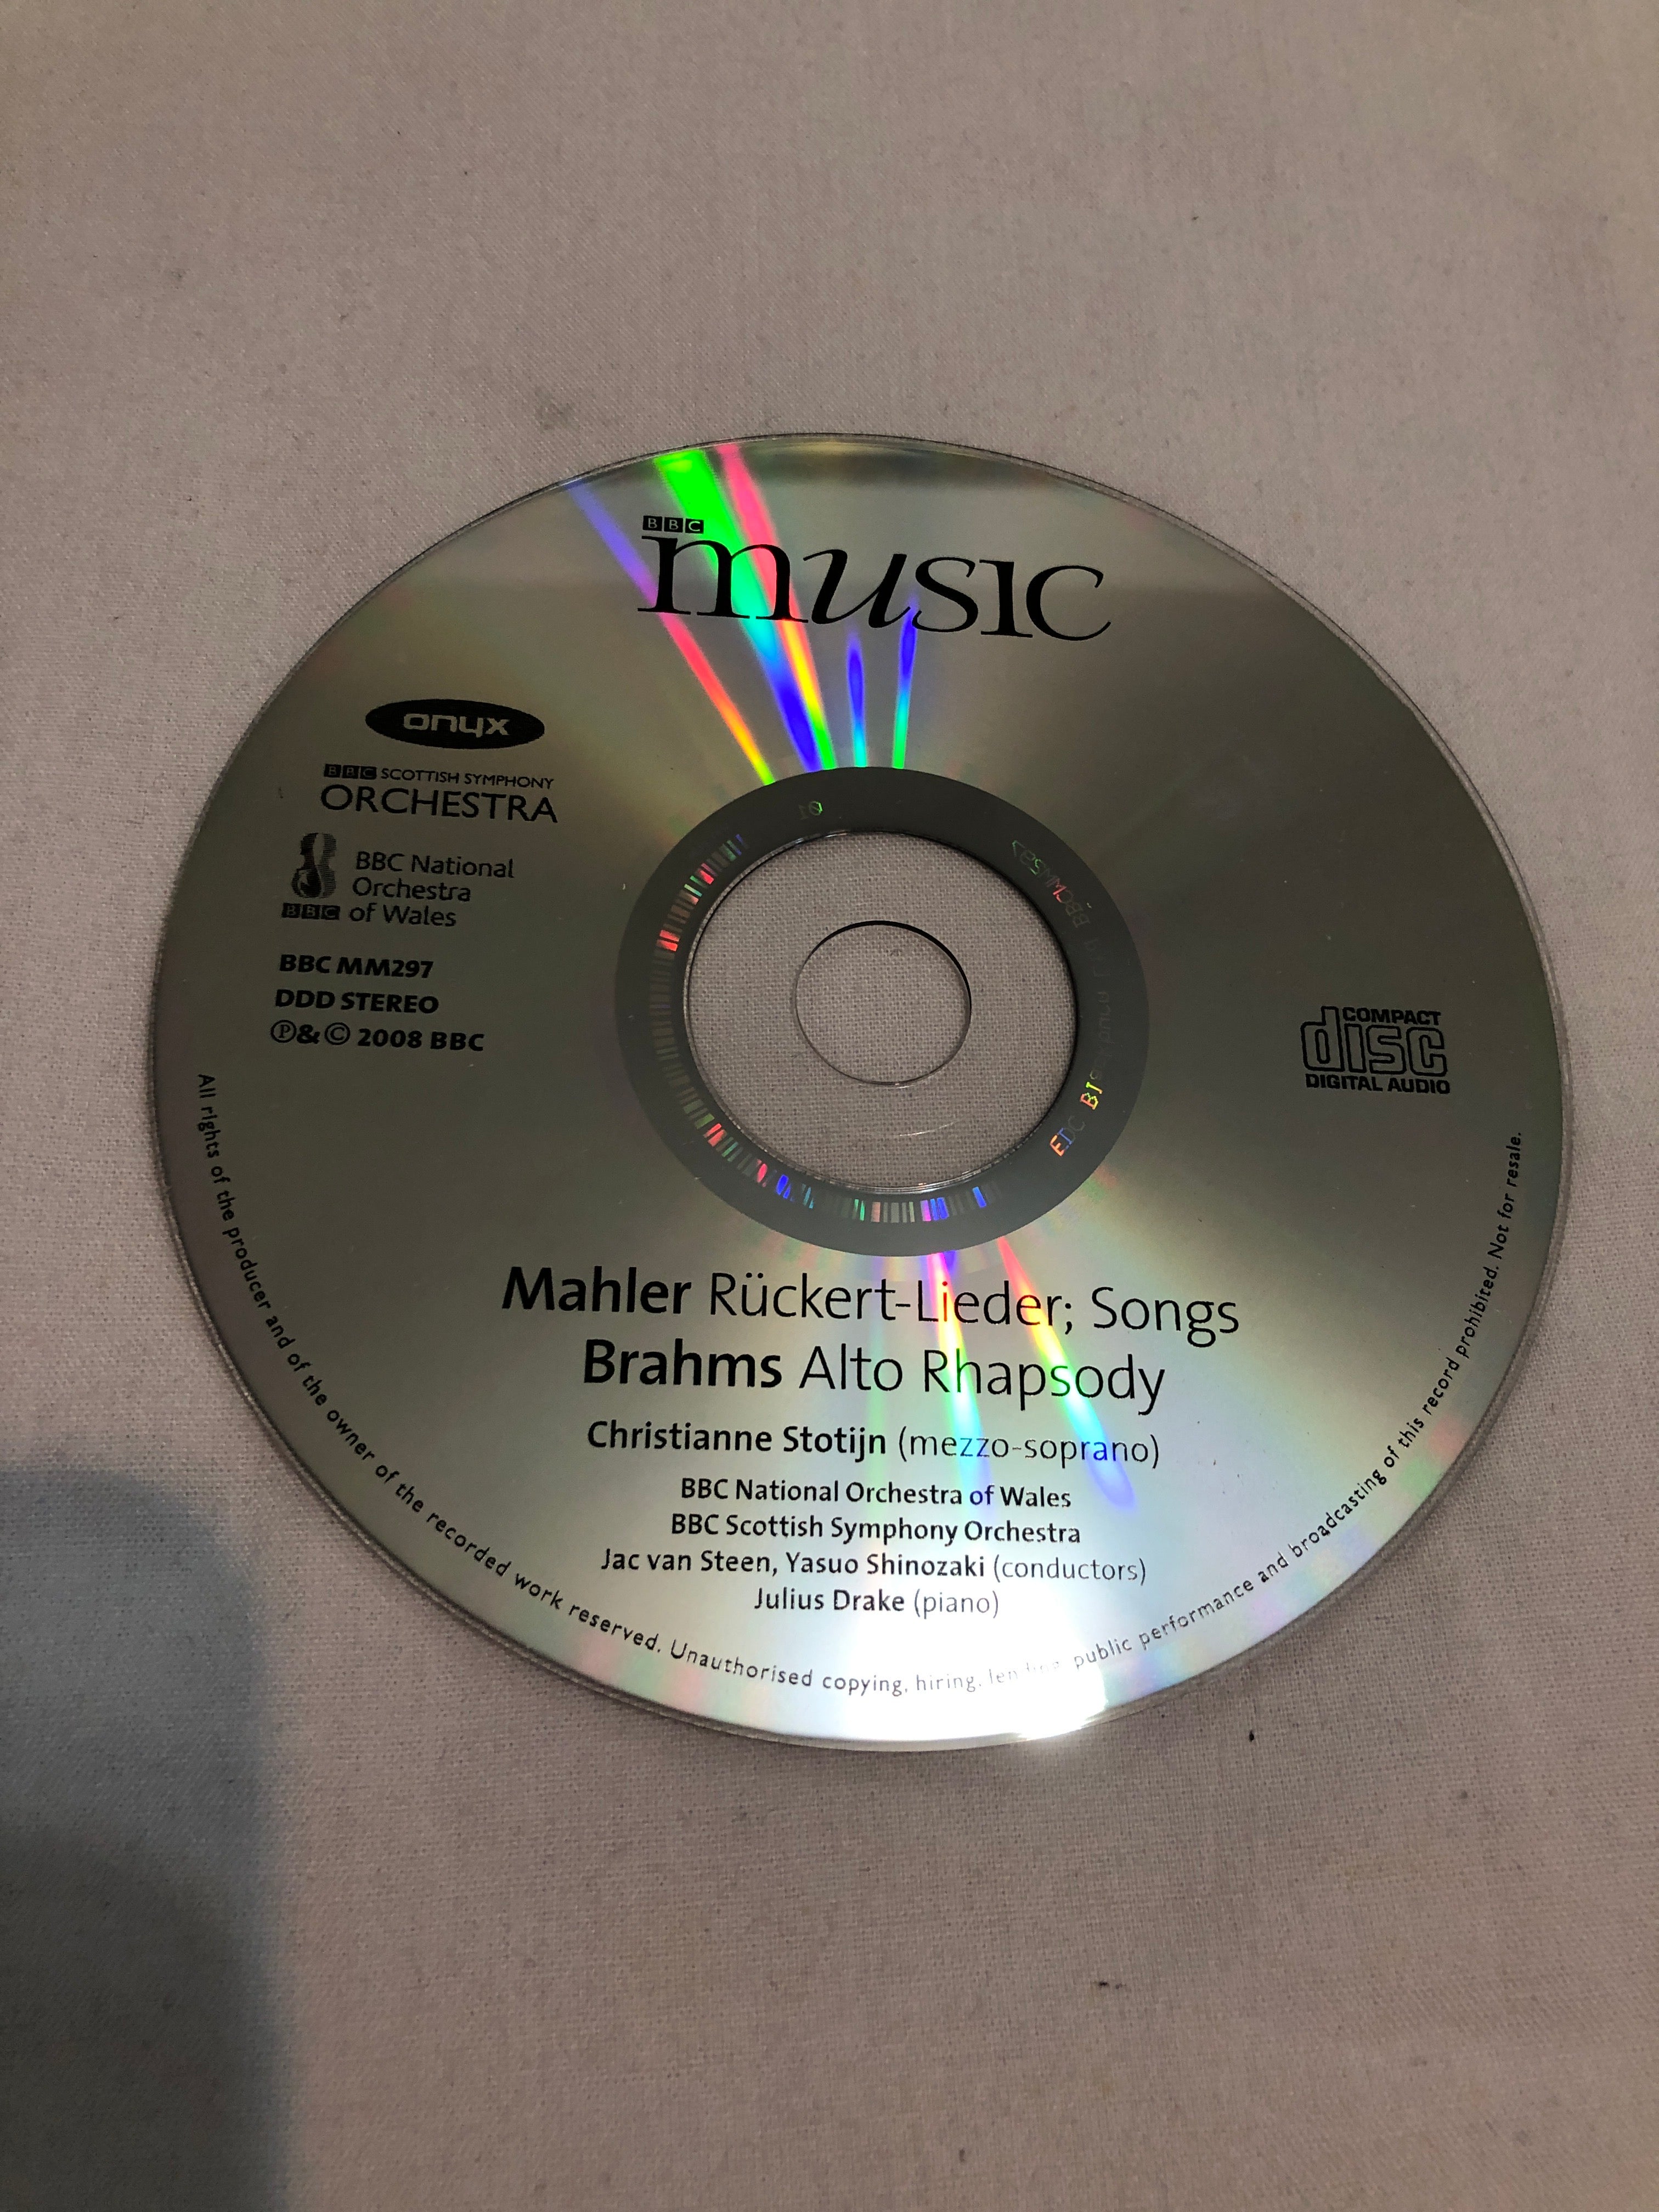 BBC
music
onyx
BBC SCOTTISH SYMPHONY
ORCHESTRA
BBC National
Orchestra
BBC of Wales
BBC MM297
DDD STEREO
℗&© 2008 BBC
COMPACT
disc
DIGITAL AUDIO
Mahler Rückert-Lieder; Songs
Brahms Alto Rhapsody
Christianne Stotijn (mezzo-soprano)
BBC National Orchestra of Wales
BBC Scottish Symphony Orchestra
Jac van Steen, Yasuo Shinozaki (conductors)
Julius Drake (piano)
All rights of the producer and of the owner of the recorded work reserved. Unauthorised copying, hiring, public performance and broadcasting of this record prohibited. Not for resale.
01
EDC